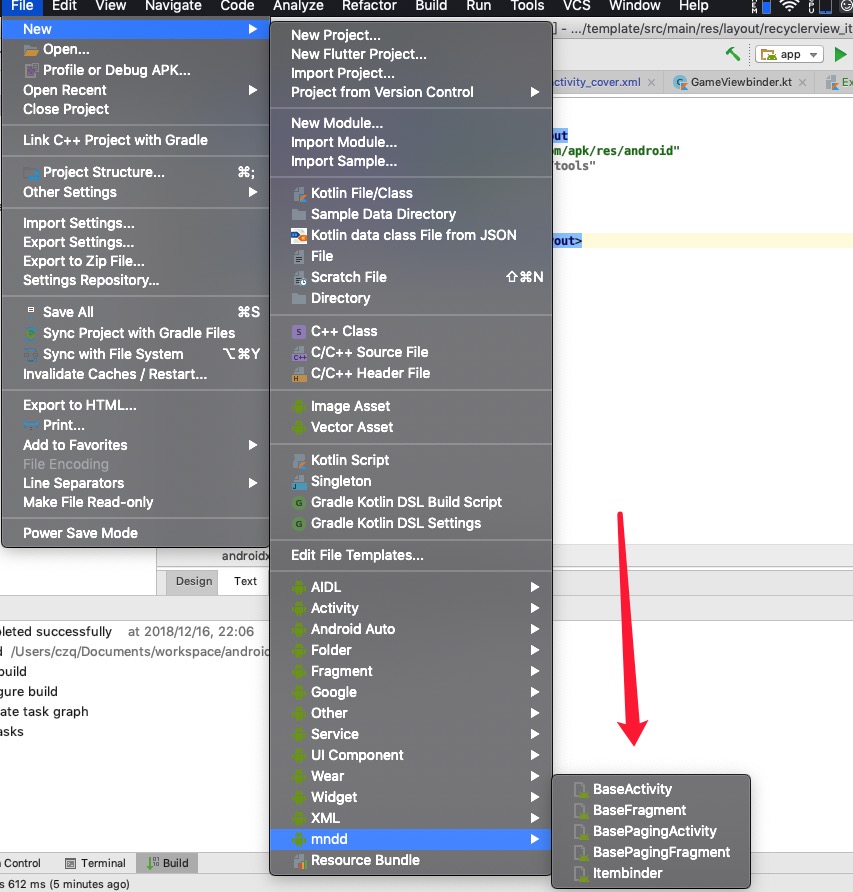 File Edit View Navigate Code Analyze Refactor Build Run Tools VCS Window Help
] - .../template/src/main/res/layout/recyclerview_it
app
ctivity_cover.xml GameViewbinder.kt Ex
New
Open...
Profile or Debug APK...
Open Recent
Close Project
Link C++ Project with Gradle
Project Structure... ⌘;
Other Settings
Import Settings...
Export Settings...
Export to Zip File...
Settings Repository...
Save All ⌘S
Sync Project with Gradle Files
Sync with File System ⌥⌘Y
Invalidate Caches / Restart...
Export to HTML...
Print...
Add to Favorites
File Encoding
Line Separators
Make File Read-only
Power Save Mode
New Project...
New Flutter Project...
Import Project...
Project from Version Control
New Module...
Import Module...
Import Sample...
Kotlin File/Class
Sample Data Directory
Kotlin data class File from JSON
File
Scratch File ⇧⌘N
Directory
C++ Class
C/C++ Source File
C/C++ Header File
Image Asset
Vector Asset
Kotlin Script
Singleton
Gradle Kotlin DSL Build Script
Gradle Kotlin DSL Settings
Edit File Templates...
AIDL
Activity
Android Auto
Folder
Fragment
Google
Other
Service
UI Component
Wear
Widget
XML
mndd
Resource Bundle
BaseActivity
BaseFragment
BasePagingActivity
BasePagingFragment
Itembinder
out
m/apk/res/android"
tools"
yout>
androidx
Design Text
leted successfully at 2018/12/16, 22:06
d /Users/czq/Documents/workspace/android
build
gure build
ate task graph
asks
Control Terminal Build
s 612 ms (5 minutes ago)